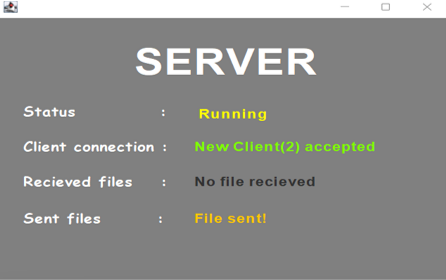 SERVER
Status : Running
Client connection : New Client(2) accepted
Recieved files : No file recieved
Sent files : File sent!